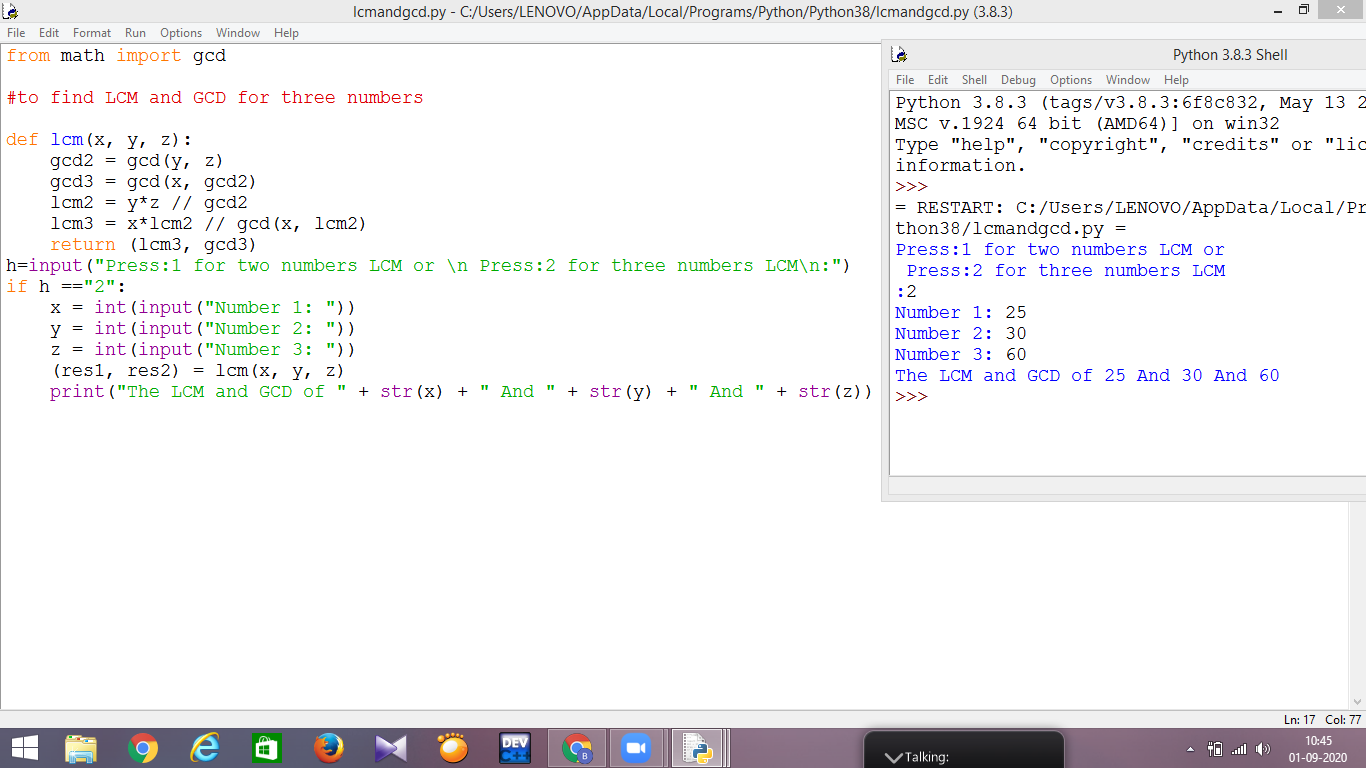 lcmandgcd.py - C:/Users/LENOVO/AppData/Local/Programs/Python/Python38/lcmandgcd.py (3.8.3)
File Edit Format Run Options Window Help
from math import gcd
#to find LCM and GCD for three numbers
def lcm(x, y, z):
    gcd2 = gcd(y, z)
    gcd3 = gcd(x, gcd2)
    lcm2 = y*z // gcd2
    lcm3 = x*lcm2 // gcd(x, lcm2)
    return (lcm3, gcd3)
h=input("Press:1 for two numbers LCM or \n Press:2 for three numbers LCM\n:")
if h =="2":
    x = int(input("Number 1: "))
    y = int(input("Number 2: "))
    z = int(input("Number 3: "))
    (res1, res2) = lcm(x, y, z)
    print("The LCM and GCD of " + str(x) + " And " + str(y) + " And " + str(z))
Python 3.8.3 Shell
File Edit Shell Debug Options Window Help
Python 3.8.3 (tags/v3.8.3:6f8c832, May 13 2
MSC v.1924 64 bit (AMD64)] on win32
Type "help", "copyright", "credits" or "lic
information.
>>>
= RESTART: C:/Users/LENOVO/AppData/Local/Pr
thon38/lcmandgcd.py =
Press:1 for two numbers LCM or
 Press:2 for three numbers LCM
:2
Number 1: 25
Number 2: 30
Number 3: 60
The LCM and GCD of 25 And 30 And 60
>>>
Ln: 17 Col: 77
DEV C++
B
Talking:
10:45
01-09-2020